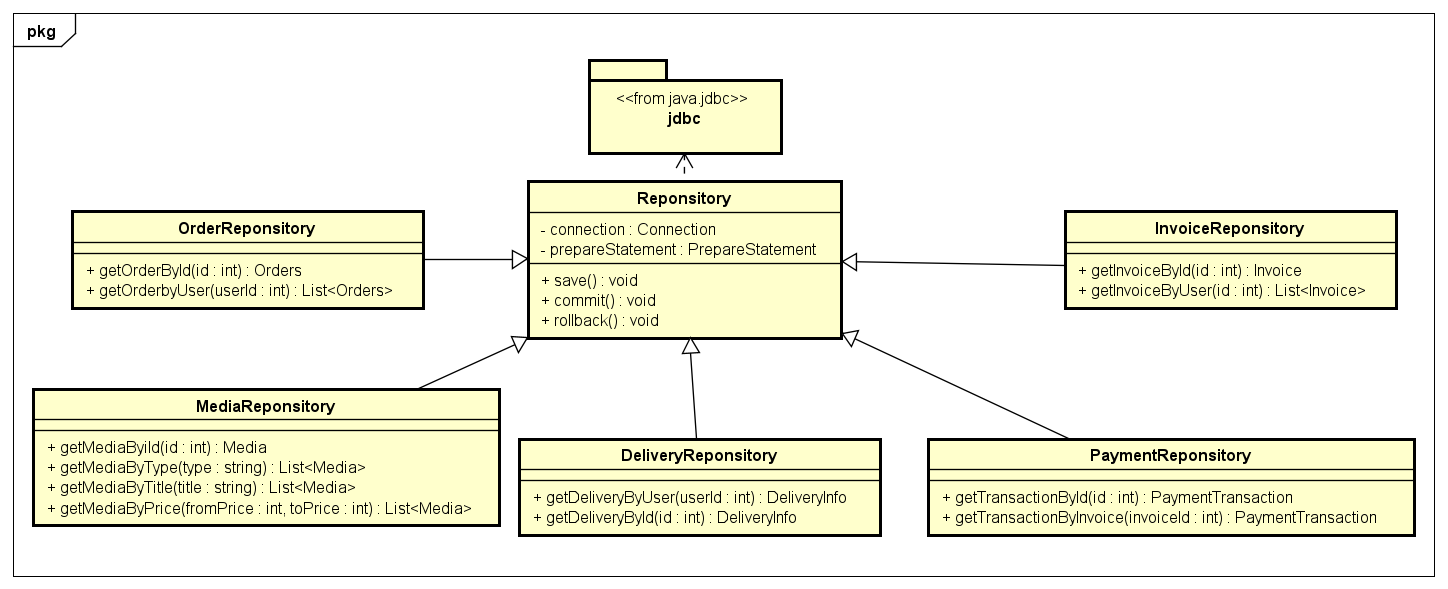 pkg
<<from java.jdbc>>
jdbc
Reponsitory
- connection : Connection
- prepareStatement : PrepareStatement
+ save() : void
+ commit() : void
+ rollback() : void
OrderReponsitory
+ getOrderById(id : int) : Orders
+ getOrderbyUser(userId : int) : List<Orders>
InvoiceReponsitory
+ getInvoiceById(id : int) : Invoice
+ getInvoiceByUser(id : int) : List<Invoice>
MediaReponsitory
+ getMediaByiId(id : int) : Media
+ getMediaByType(type : string) : List<Media>
+ getMediaByTitle(title : string) : List<Media>
+ getMediaByPrice(fromPrice : int, toPrice : int) : List<Media>
DeliveryReponsitory
+ getDeliveryByUser(userId : int) : DeliveryInfo
+ getDeliveryById(id : int) : DeliveryInfo
PaymentReponsitory
+ getTransactionById(id : int) : PaymentTransaction
+ getTransactionByInvoice(invoiceId : int) : PaymentTransaction